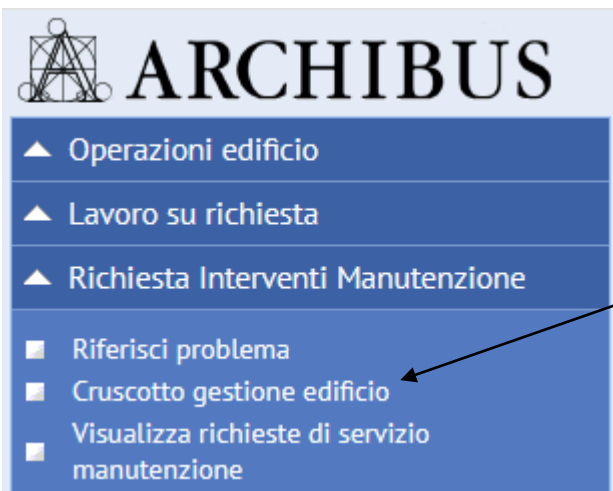 ARCHIBUS
Operazioni edificio
Lavoro su richiesta
Richiesta Interventi Manutenzione
Riferisci problema
Cruscotto gestione edificio
Visualizza richieste di servizio
manutenzione